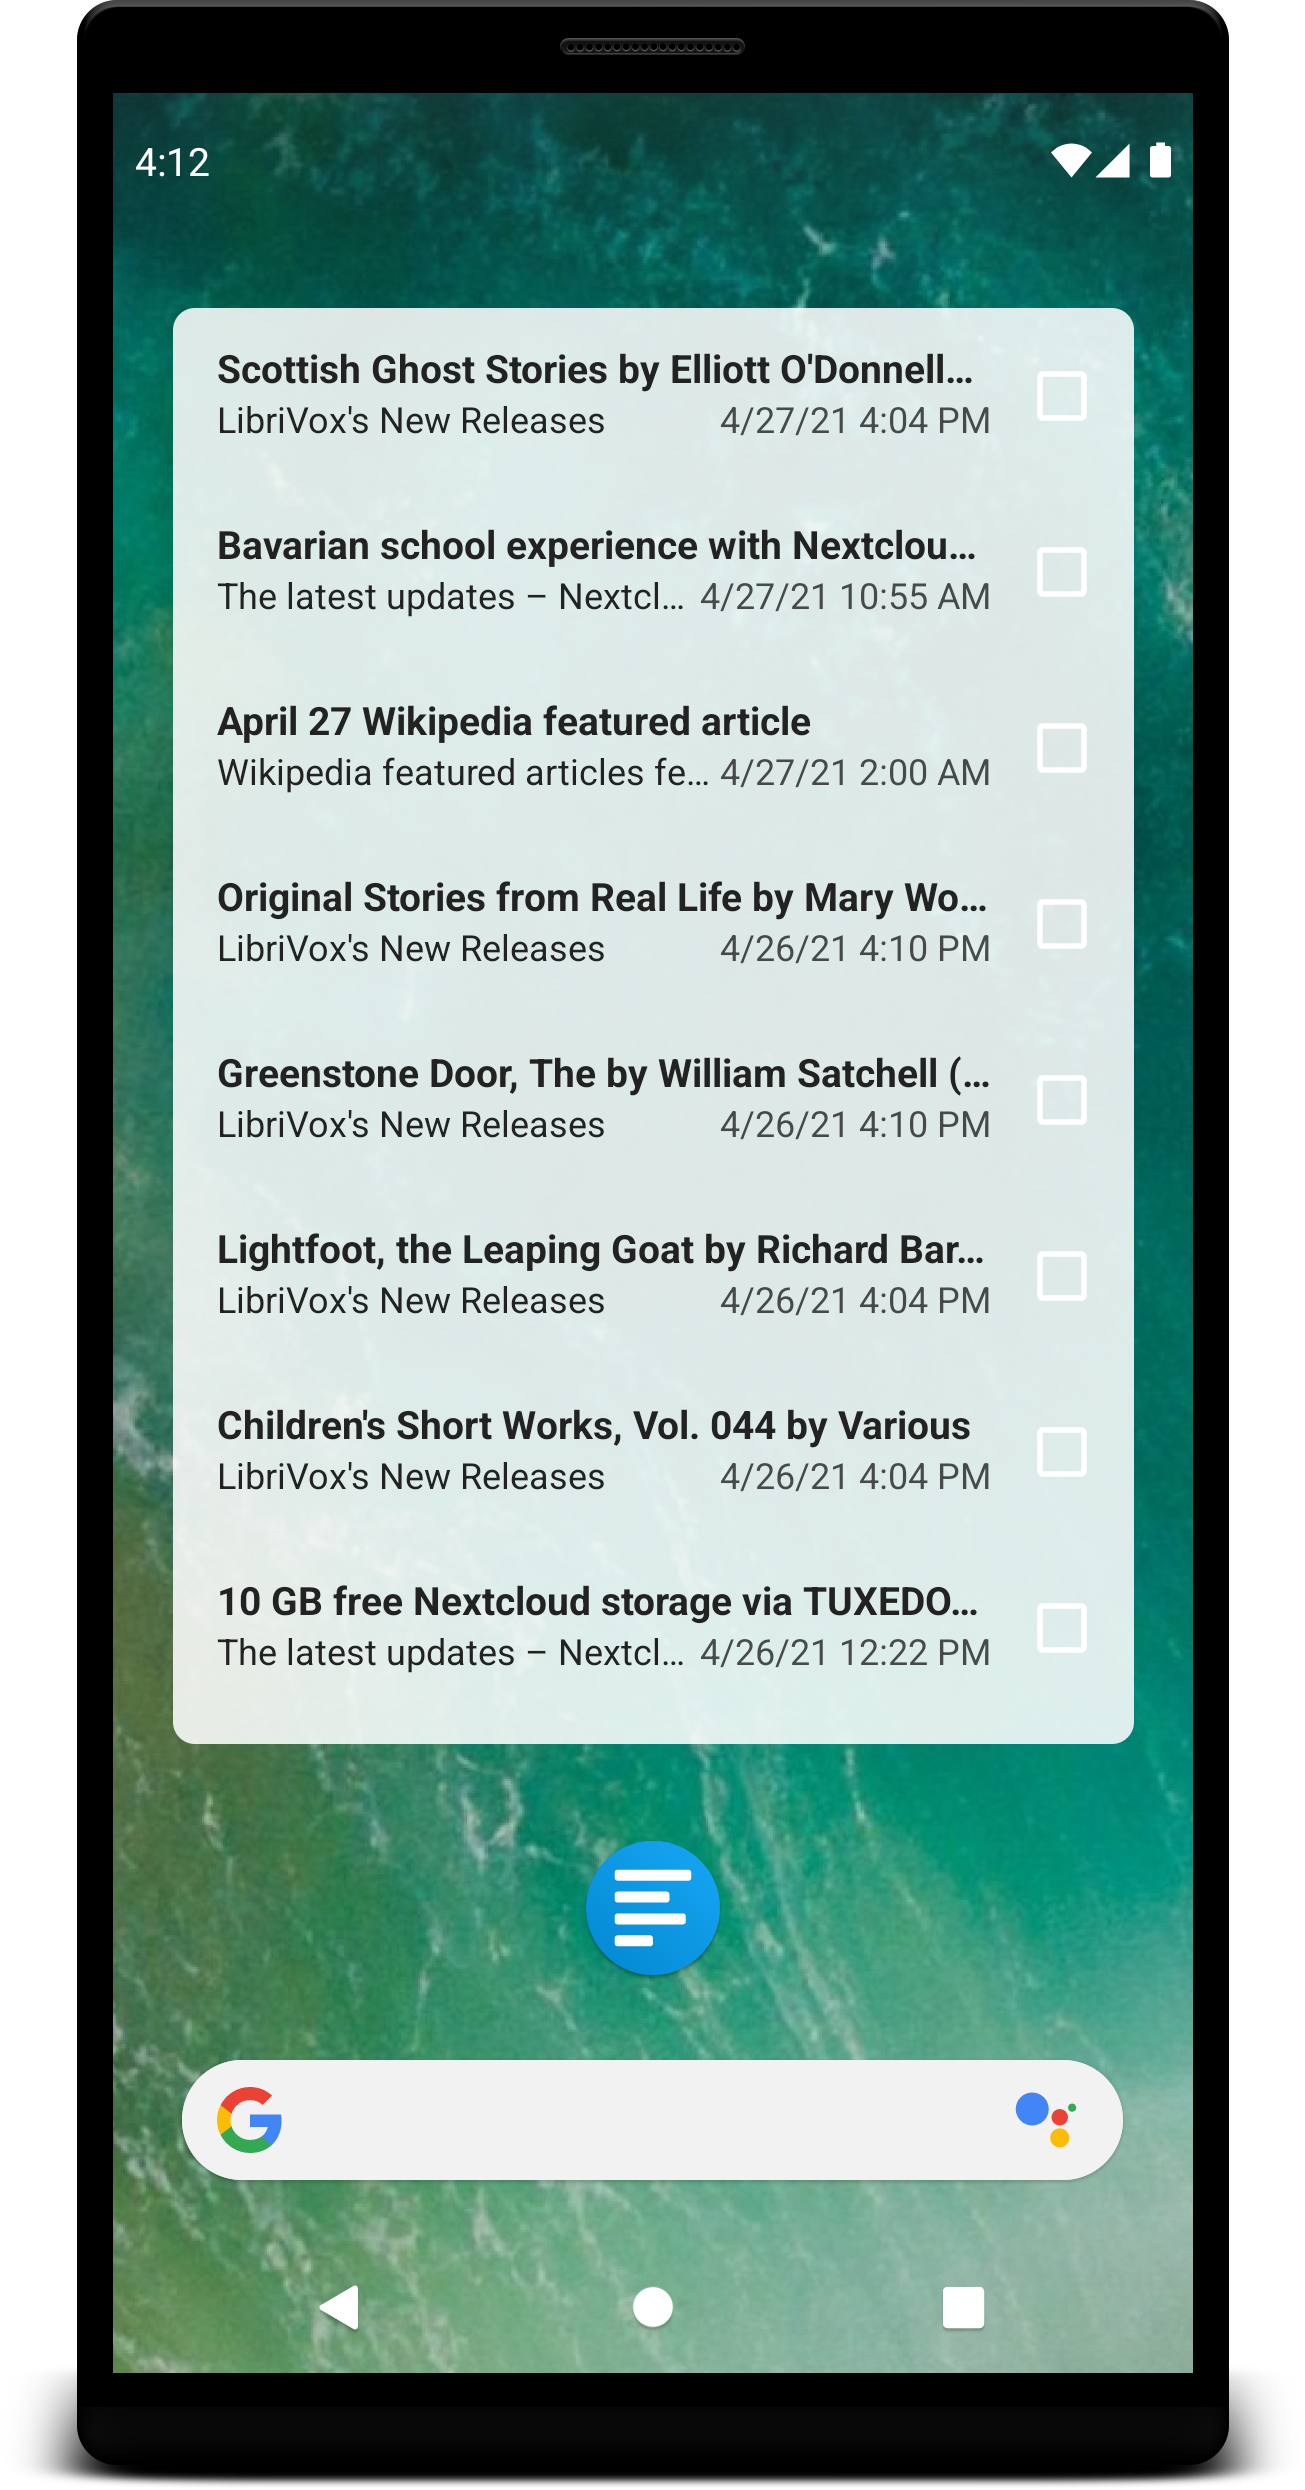 4:12
Scottish Ghost Stories by Elliott O'Donnell...
LibriVox's New Releases 4/27/21 4:04 PM
Bavarian school experience with Nextclou...
The latest updates – Nextcl... 4/27/21 10:55 AM
April 27 Wikipedia featured article
Wikipedia featured articles fe... 4/27/21 2:00 AM
Original Stories from Real Life by Mary Wo...
LibriVox's New Releases 4/26/21 4:10 PM
Greenstone Door, The by William Satchell (...
LibriVox's New Releases 4/26/21 4:10 PM
Lightfoot, the Leaping Goat by Richard Bar...
LibriVox's New Releases 4/26/21 4:04 PM
Children's Short Works, Vol. 044 by Various
LibriVox's New Releases 4/26/21 4:04 PM
10 GB free Nextcloud storage via TUXEDO...
The latest updates – Nextcl... 4/26/21 12:22 PM
G